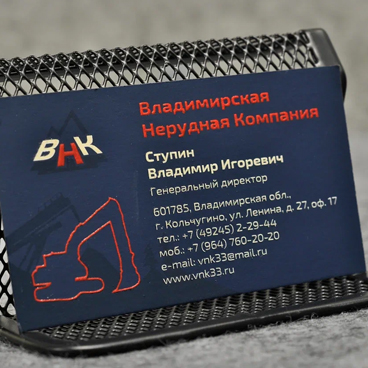 ВНК
Владимирская
Нерудная Компания
Ступин
Владимир Игоревич
Генеральный директор
601785, Владимирская обл.,
г. Кольчугино, ул. Ленина, д. 27, оф. 17
тел.: +7 (49245) 2-29-44
моб.: +7 (964) 760-20-20
e-mail: vnk33@mail.ru
www.vnk33.ru